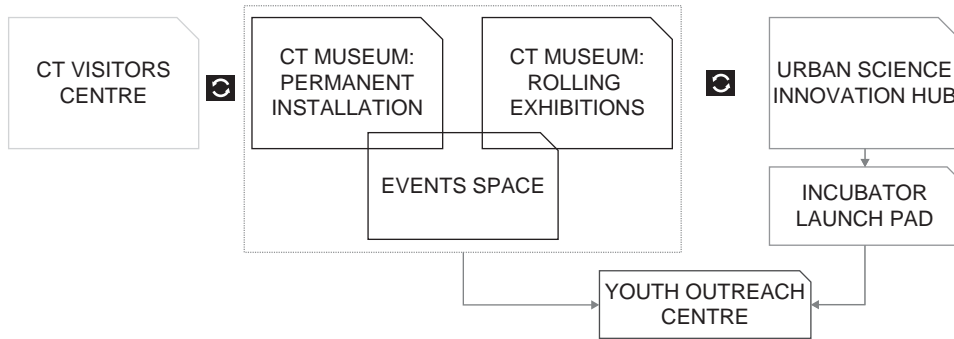 CT VISITORS
CENTRE
CT MUSEUM:
PERMANENT
INSTALLATION
CT MUSEUM:
ROLLING
EXHIBITIONS
EVENTS SPACE
URBAN SCIENCE
INNOVATION HUB
INCUBATOR
LAUNCH PAD
YOUTH OUTREACH
CENTRE